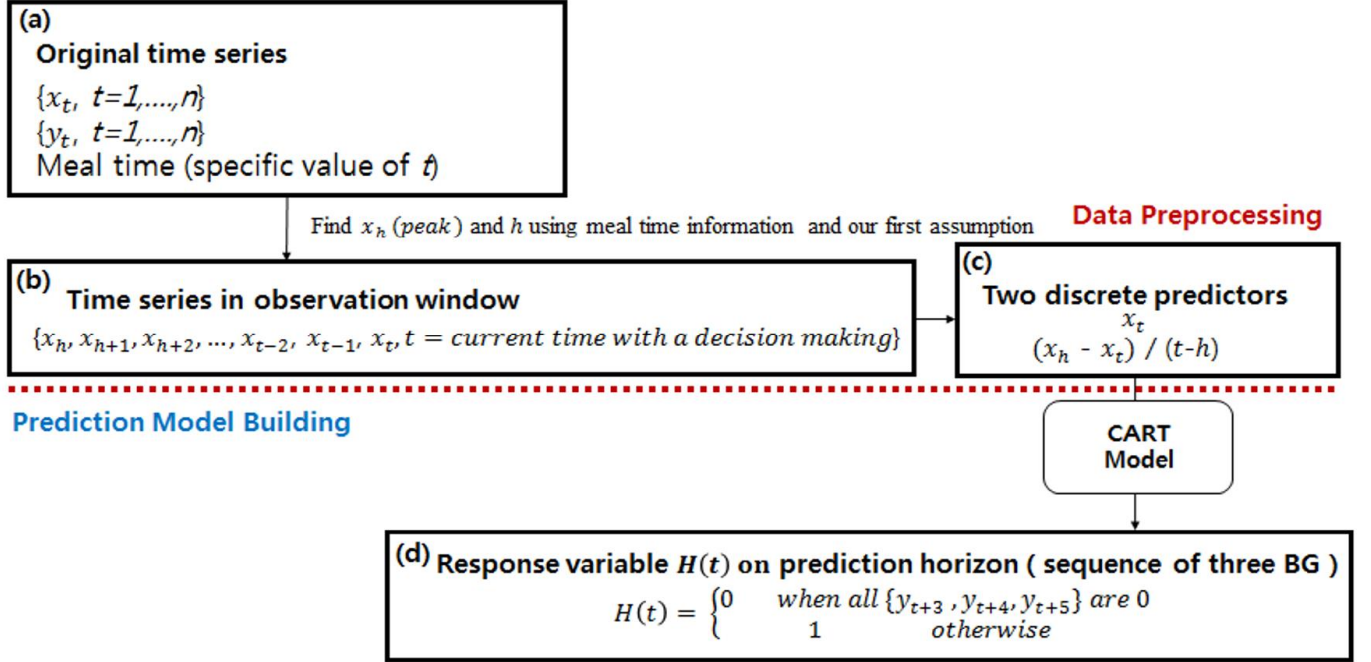 (a)
Original time series
{xₜ, t=1,....,n}
{yₜ, t=1,....,n}
Meal time (specific value of t)
Find xₕ (peak) and h using meal time information and our first assumption
Data Preprocessing
(b)
Time series in observation window
{xₕ, xₕ₊₁, xₕ₊₂, ..., xₜ₋₂, xₜ₋₁, xₜ, t = current time with a decision making}
(c)
Two discrete predictors
xₜ
(xₕ - xₜ) / (t-h)
Prediction Model Building
CART
Model
(d)
Response variable H(t) on prediction horizon ( sequence of three BG )
H(t) = {0 when all {yₜ₊₃ , yₜ₊₄, yₜ₊₅} are 0
1 otherwise